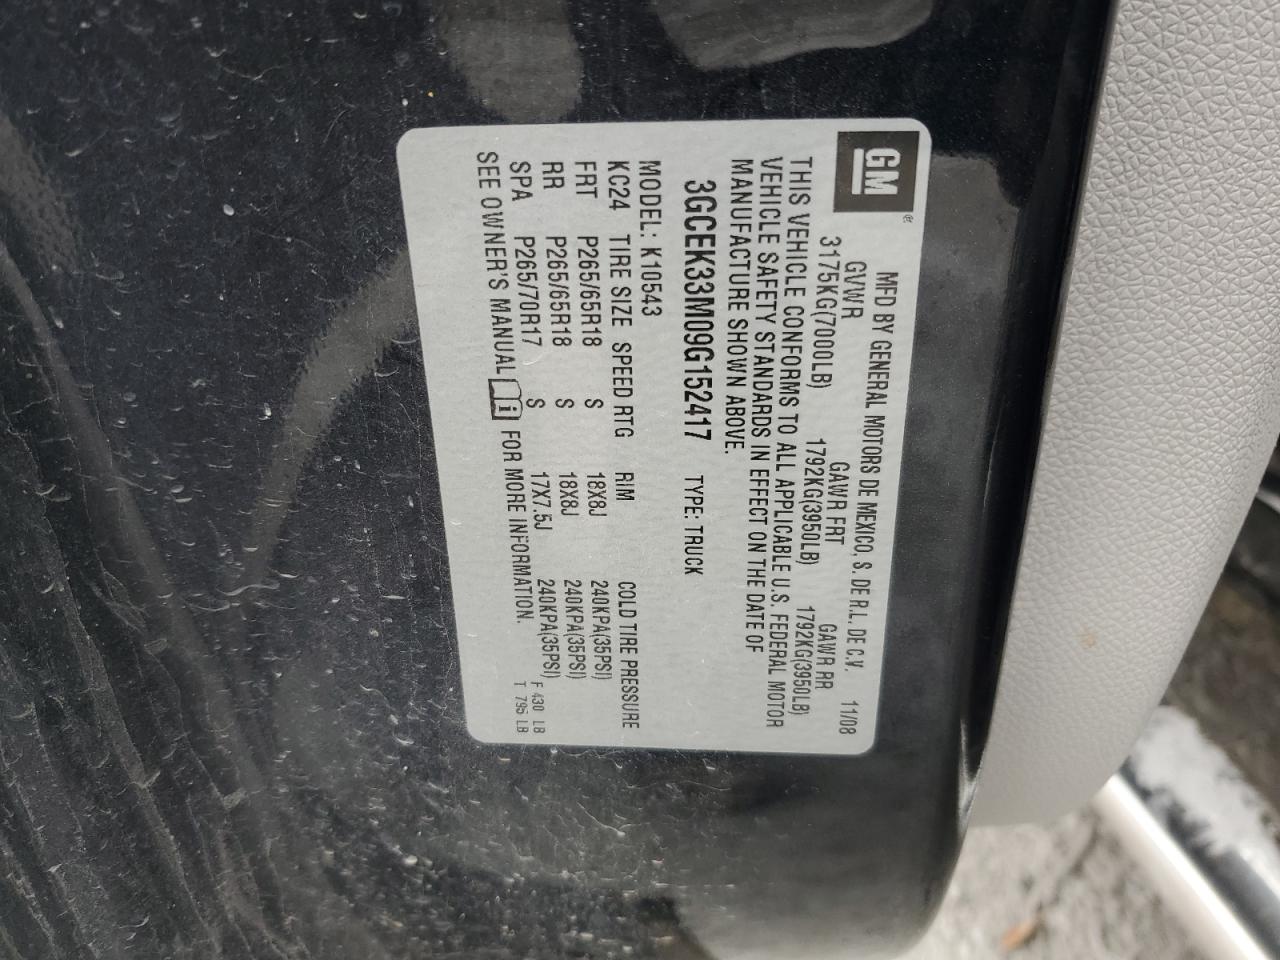 GM®
MFD BY GENERAL MOTORS DE MEXICO, S. DE R.L. DE C.V. 11/08
GVWR GAWR FRT GAWR RR
3175KG(7000LB) 1792KG(3950LB) 1792KG(3950LB)
THIS VEHICLE CONFORMS TO ALL APPLICABLE U.S. FEDERAL MOTOR
VEHICLE SAFETY STANDARDS IN EFFECT ON THE DATE OF
MANUFACTURE SHOWN ABOVE.
3GCEK33M09G152417 TYPE: TRUCK
MODEL: K10543
KC24 TIRE SIZE SPEED RTG RIM COLD TIRE PRESSURE
FRT P265/65R18 S 18X8J 240KPA(35PSI)
RR P265/65R18 S 18X8J 240KPA(35PSI)
SPA P265/70R17 S 17X7.5J 240KPA(35PSI)
SEE OWNER'S MANUAL i FOR MORE INFORMATION.
F 430 LB
T 795 LB